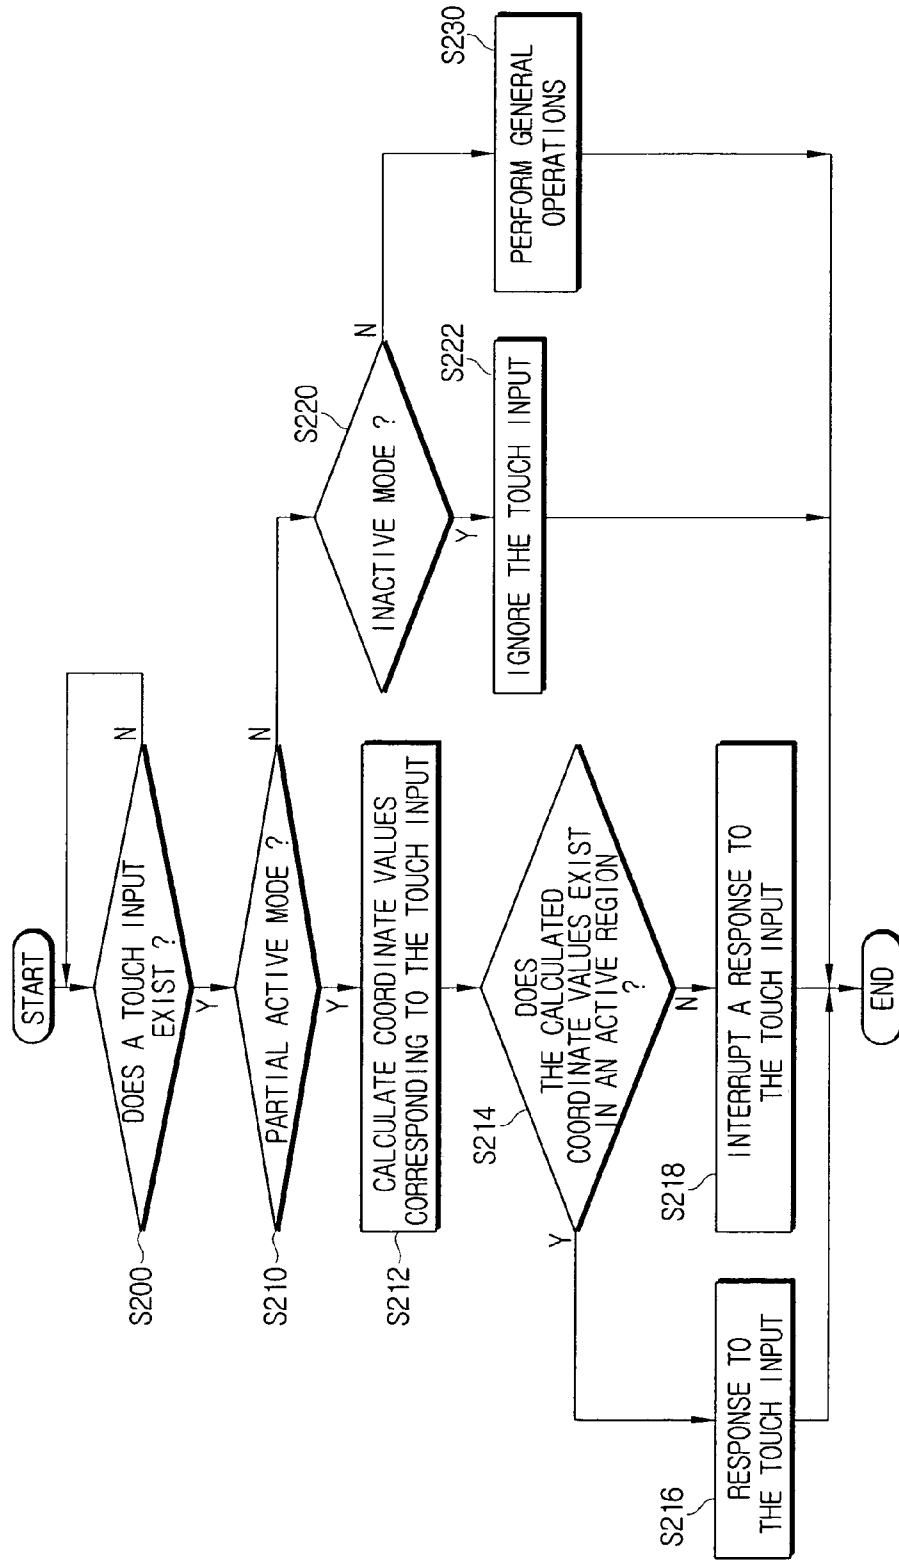 START
DOES A TOUCH INPUT
EXIST ?
S200
N
Y
PARTIAL ACTIVE MODE ?
S210
N
Y
CALCULATE COORDINATE VALUES
CORRESPONDING TO THE TOUCH INPUT
S212
DOES
THE CALCULATED
COORDINATE VALUES EXIST
IN AN ACTIVE REGION
?
S214
Y
N
RESPONSE TO
THE TOUCH INPUT
S216
INTERRUPT A RESPONSE TO
THE TOUCH INPUT
S218
INACTIVE MODE ?
S220
N
Y
IGNORE THE TOUCH INPUT
S222
PERFORM GENERAL
OPERATIONS
S230
END